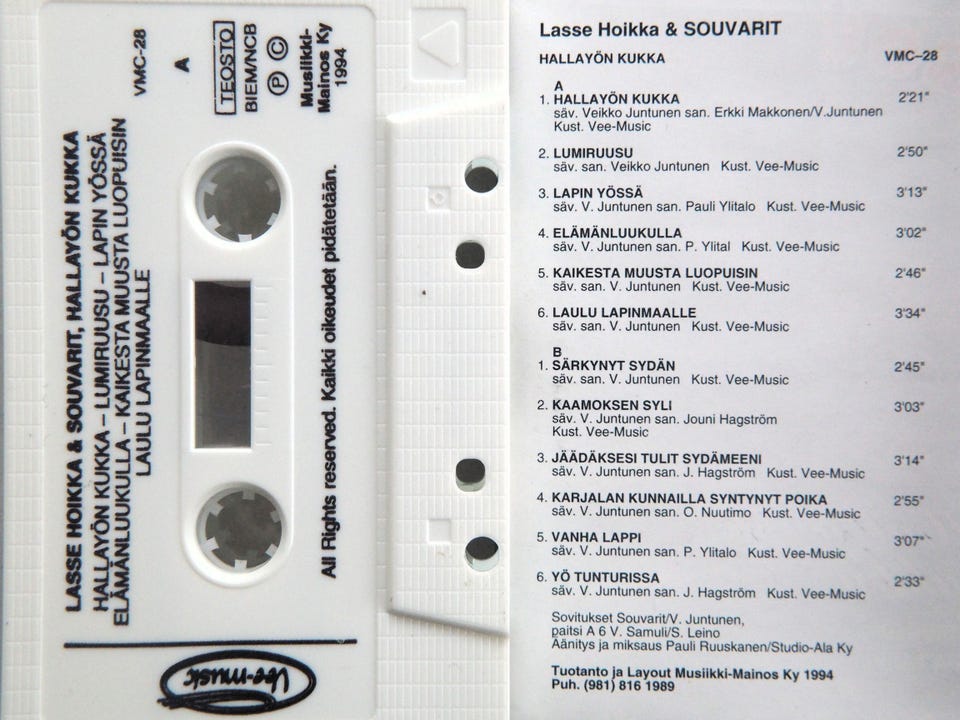 LASSE HOIKKA & SOUVARIT, HALLAYÖN KUKKA
HALLAYÖN KUKKA – LUMIRUUSU – LAPIN YÖSSÄ
ELÄMÄNLUUKULLA – KAIKESTA MUUSTA LUOPUISIN
LAULU LAPINMAALLE
VMC-28
A
TEOSTO
BIEM/NCB
Ⓟ ©
Musiikki-
Mainos Ky
1994
All Rights reserved. Kaikki oikeudet pidätetään.
Vee-music
Lasse Hoikka & SOUVARIT
HALLAYÖN KUKKA VMC–28
A
1. HALLAYÖN KUKKA 2'21"
säv. Veikko Juntunen san. Erkki Makkonen/V.Juntunen
Kust. Vee-Music
2. LUMIRUUSU 2'50"
säv. san. Veikko Juntunen Kust. Vee-Music
3. LAPIN YÖSSÄ 3'13"
säv. V. Juntunen san. Pauli Ylitalo Kust. Vee-Music
4. ELÄMÄNLUUKULLA 3'02"
säv. V. Juntunen san. P. Ylital Kust. Vee-Music
5. KAIKESTA MUUSTA LUOPUISIN 2'46"
säv. san. V. Juntunen Kust. Vee-Music
6. LAULU LAPINMAALLE 3'34"
säv. san. V. Juntunen Kust. Vee-Music
B
1. SÄRKYNYT SYDÄN 2'45"
säv. san. V. Juntunen Kust. Vee-Music
2. KAAMOKSEN SYLI 3'03"
säv. V. Juntunen san. Jouni Hagström
Kust. Vee-Music
3. JÄÄDÄKSESI TULIT SYDÄMEENI 3'14"
säv. V. Juntunen san. J. Hagström Kust. Vee-Music
4. KARJALAN KUNNAILLA SYNTYNYT POIKA 2'55"
säv. V. Juntunen san. O. Nuutimo Kust. Vee-Music
5. VANHA LAPPI 3'07"
säv. V. Juntunen san. P. Ylitalo Kust. Vee-Music
6. YÖ TUNTURISSA 2'33"
säv. V. Juntunen san. J. Hagström Kust. Vee-Music
Sovitukset Souvarit/V. Juntunen,
paitsi A 6 V. Samuli/S. Leino
Äänitys ja miksaus Pauli Ruuskanen/Studio-Ala Ky
Tuotanto ja Layout Musiikki-Mainos Ky 1994
Puh. (981) 816 1989